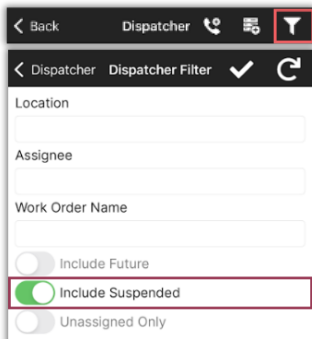 Back Dispatcher
Dispatcher Dispatcher Filter
Location
Assignee
Work Order Name
Include Future
Include Suspended
Unassigned Only